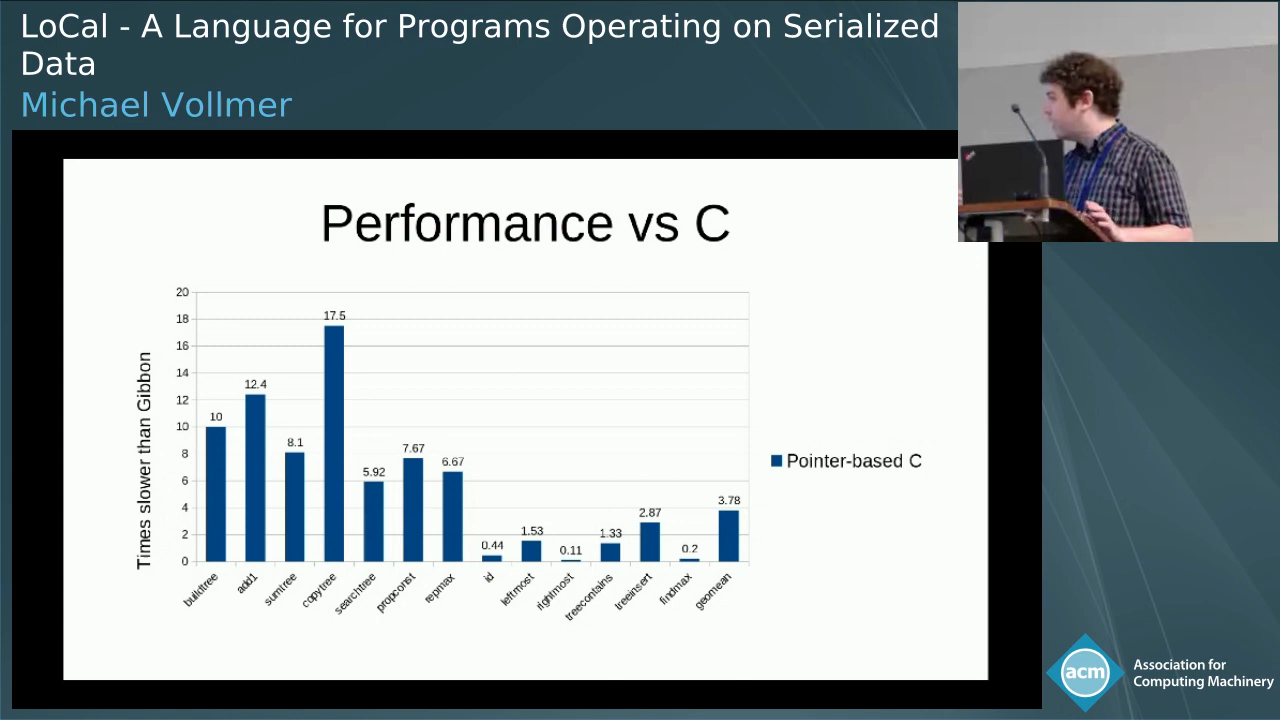 LoCal - A Language for Programs Operating on Serialized
Data
Michael Vollmer
Performance vs C
Times slower than Gibbon
20
18
16
14
12
10
8
6
4
2
0
10
12.4
8.1
17.5
5.92
7.67
6.67
0.44
1.53
0.11
1.33
2.87
0.2
3.78
buildtree
add1
sumtree
copytree
searchtree
propconst
repmax
id
leftmost
rightmost
treecontains
treeinsert
findmax
geomean
Pointer-based C
acm
Association for
Computing Machinery